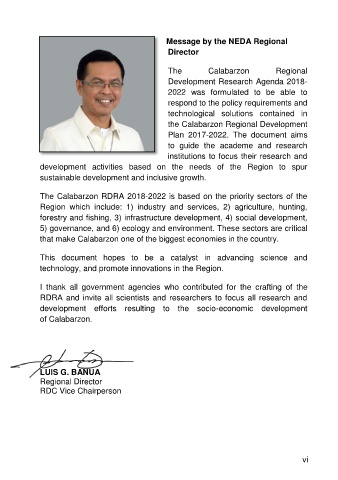 Message by the NEDA Regional
Director
The Calabarzon Regional
Development Research Agenda 2018-
2022 was formulated to be able to
respond to the policy requirements and
technological solutions contained in
the Calabarzon Regional Development
Plan 2017-2022. The document aims
to guide the academe and research
institutions to focus their research and
development activities based on the needs of the Region to spur
sustainable development and inclusive growth.
The Calabarzon RDRA 2018-2022 is based on the priority sectors of the
Region which include: 1) industry and services, 2) agriculture, hunting,
forestry and fishing, 3) infrastructure development, 4) social development,
5) governance, and 6) ecology and environment. These sectors are critical
that make Calabarzon one of the biggest economies in the country.
This document hopes to be a catalyst in advancing science and
technology, and promote innovations in the Region.
I thank all government agencies who contributed for the crafting of the
RDRA and invite all scientists and researchers to focus all research and
development efforts resulting to the socio-economic development
of Calabarzon.
LUIS G. BANUA
Regional Director
RDC Vice Chairperson
vi